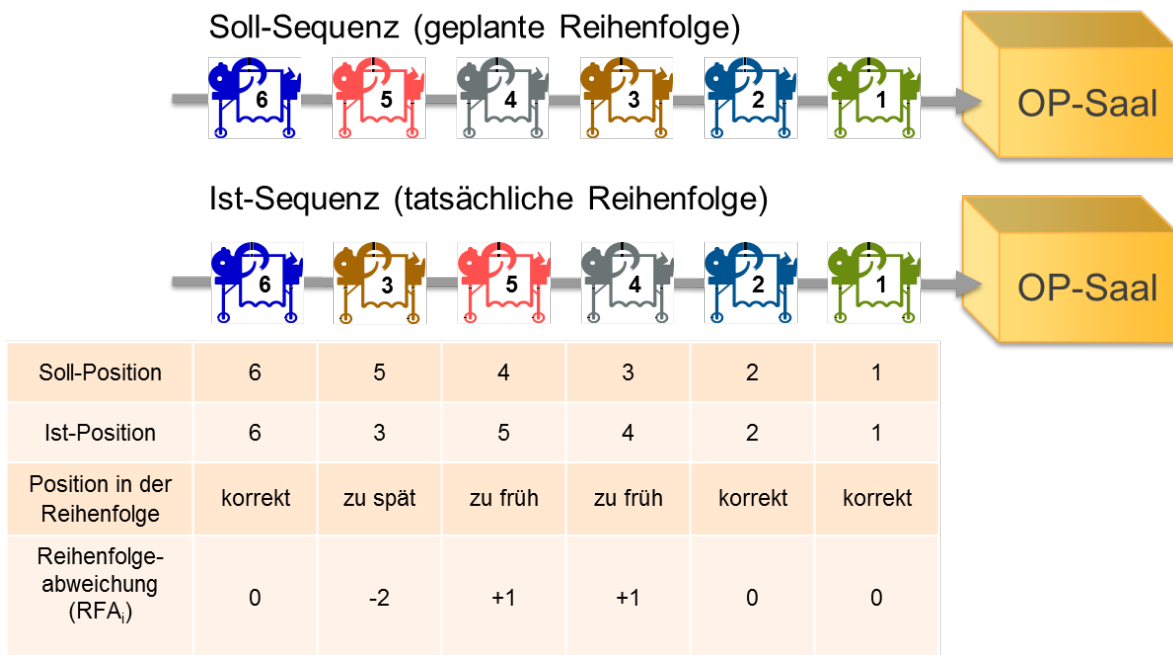 Soll-Sequenz (geplante Reihenfolge)
6 5 4 3 2 1
OP-Saal
Ist-Sequenz (tatsächliche Reihenfolge)
6 3 5 4 2 1
OP-Saal
Soll-Position 6 5 4 3 2 1
Ist-Position 6 3 5 4 2 1
Position in der
Reihenfolge korrekt zu spät zu früh zu früh korrekt korrekt
Reihenfolge-
abweichung
(RFAi) 0 -2 +1 +1 0 0